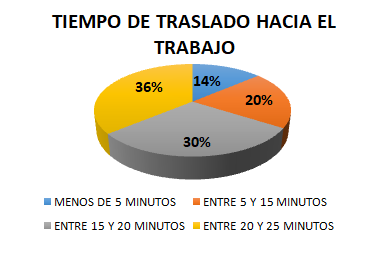 TIEMPO DE TRASLADO HACIA EL
TRABAJO
14%
36%
20%
30%
MENOS DE 5 MINUTOS
ENTRE 5 Y 15 MINUTOS
ENTRE 15 Y 20 MINUTOS
ENTRE 20 Y 25 MINUTOS